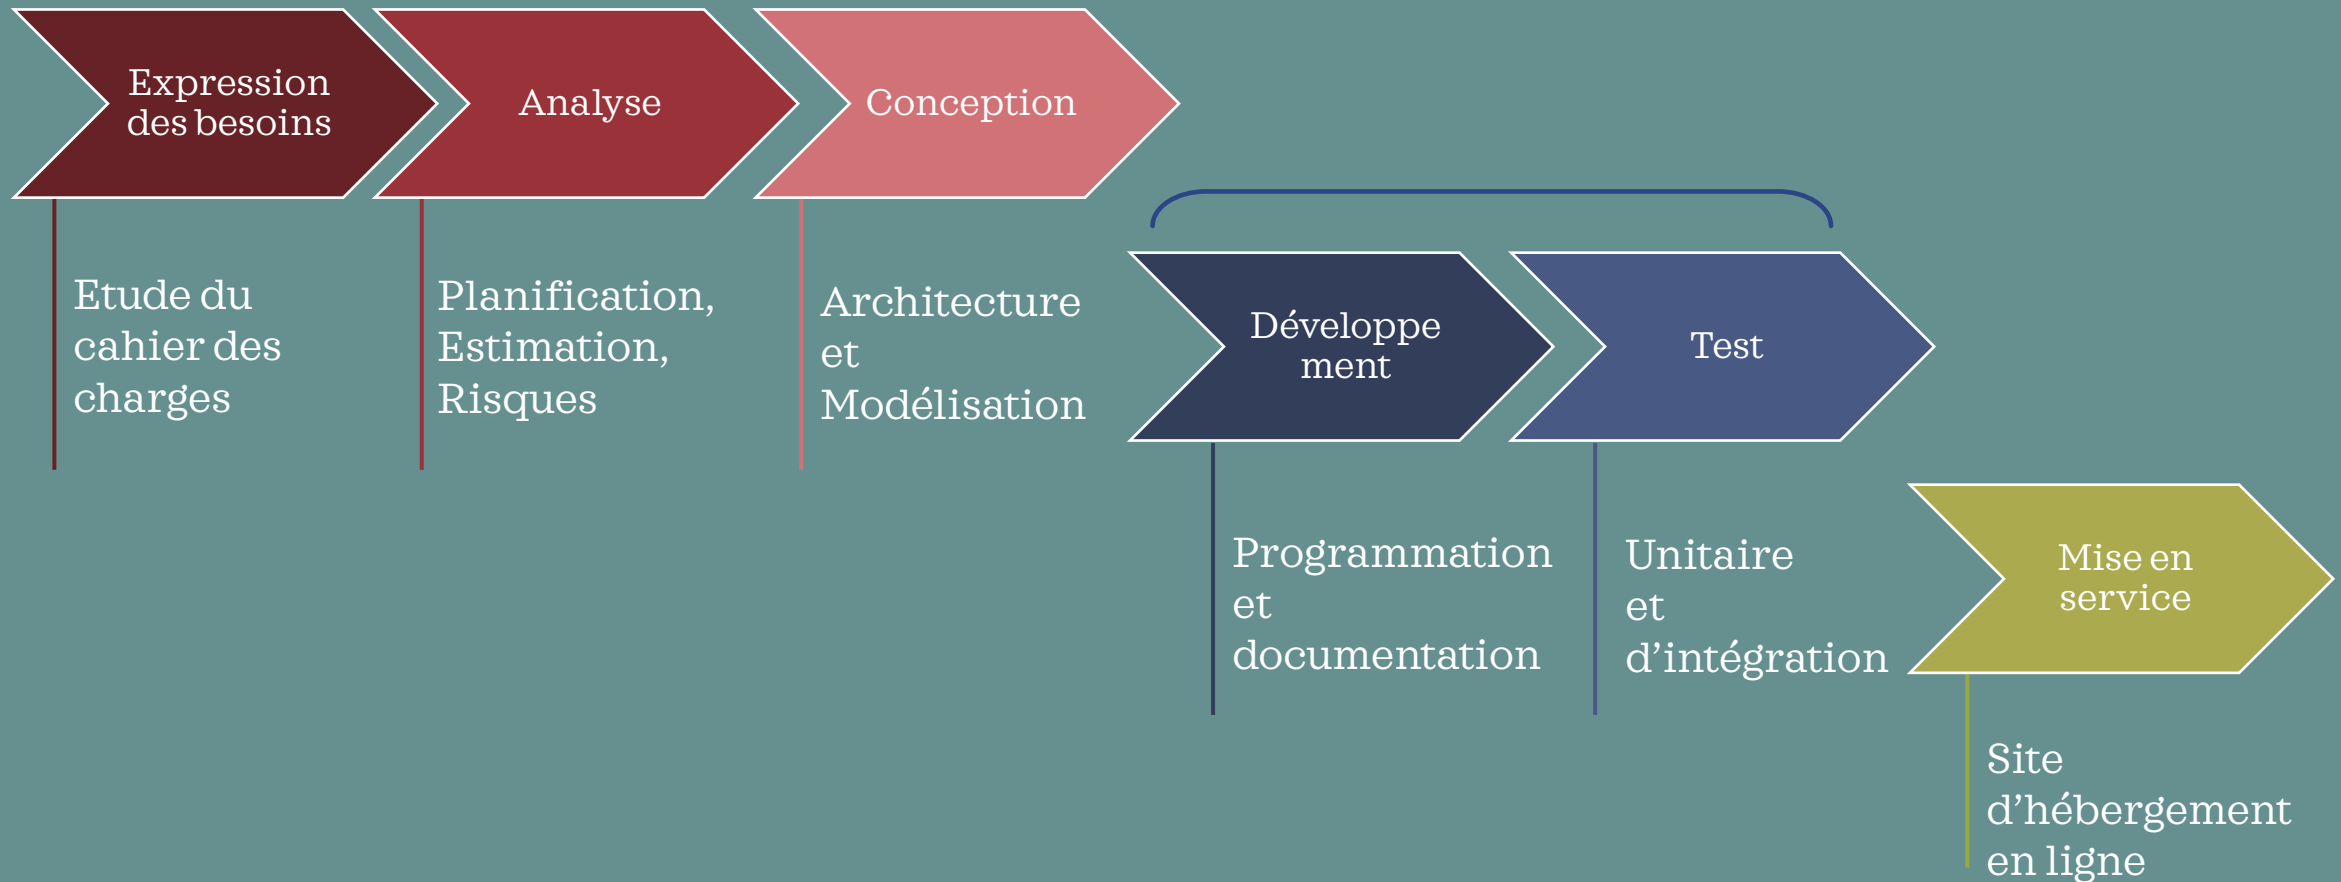 Expression
des besoins
Analyse
Conception
Etude du
cahier des
charges
Planification,
Estimation,
Risques
Architecture
et
Modélisation
Développe
ment
Test
Programmation
et
documentation
Unitaire
et
d’intégration
Mise en
service
Site
d’hébergement
en ligne